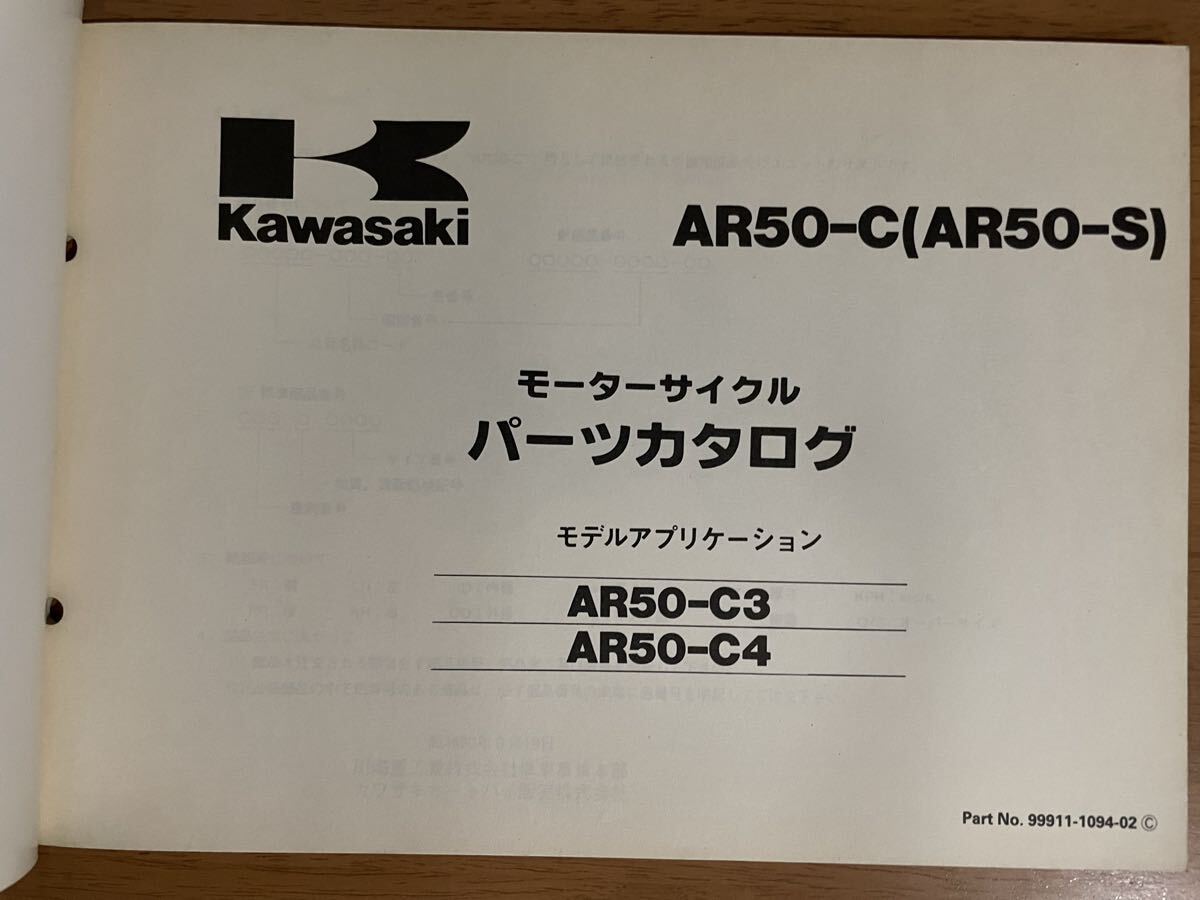 Kawasaki
AR50-C(AR50-S)
モーターサイクル
パーツカタログ
モデルアプリケーション
AR50-C3
AR50-C4
Part No. 99911-1094-02 Ⓒ